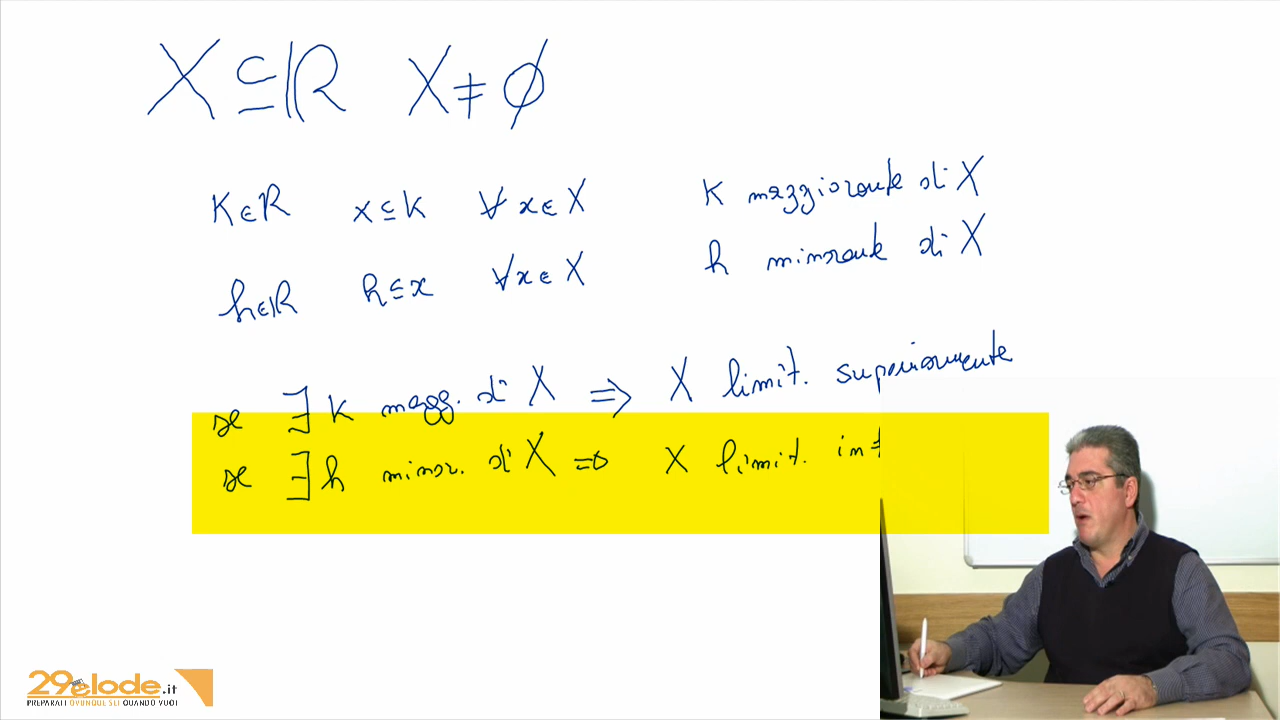 X ⊆ ℝ X ≠ ∅
K ∈ ℝ x ≤ k ∀ x ∈ X K maggiorante di X
h ∈ ℝ h ≤ x ∀ x ∈ X h minorante di X
se ∃ k magg. di X ⇒ X limit. superiormente
se ∃ h minor. di X ⇒ X limit. inf
29elode.it
PREPARATI OVUNQUE SEI QUANDO VUOI